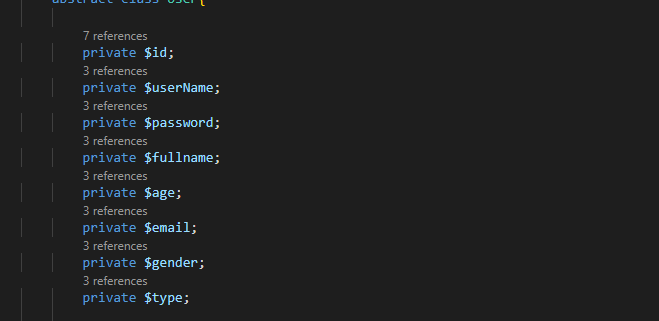 abstract class User{
7 references
private $id;
3 references
private $userName;
3 references
private $password;
3 references
private $fullname;
3 references
private $age;
3 references
private $email;
3 references
private $gender;
3 references
private $type;